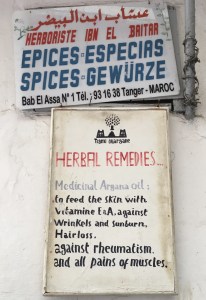 عشاب ابن البيطر
HERBORISTE IBN EL BAITAR
EPICES-ESPECIAS
SPICES-GEWÜRZE
Bab El Assa N° 1 Tél.; 93 16 38 Tanger - MAROC
HERBAL REMEDIES...
Medicinal Argana oil:
to feed the skin with
Vitamine E&A, against
Wrinkels and sunburn,
Hairloss.
against rheumatism.
and all pains of muscles.